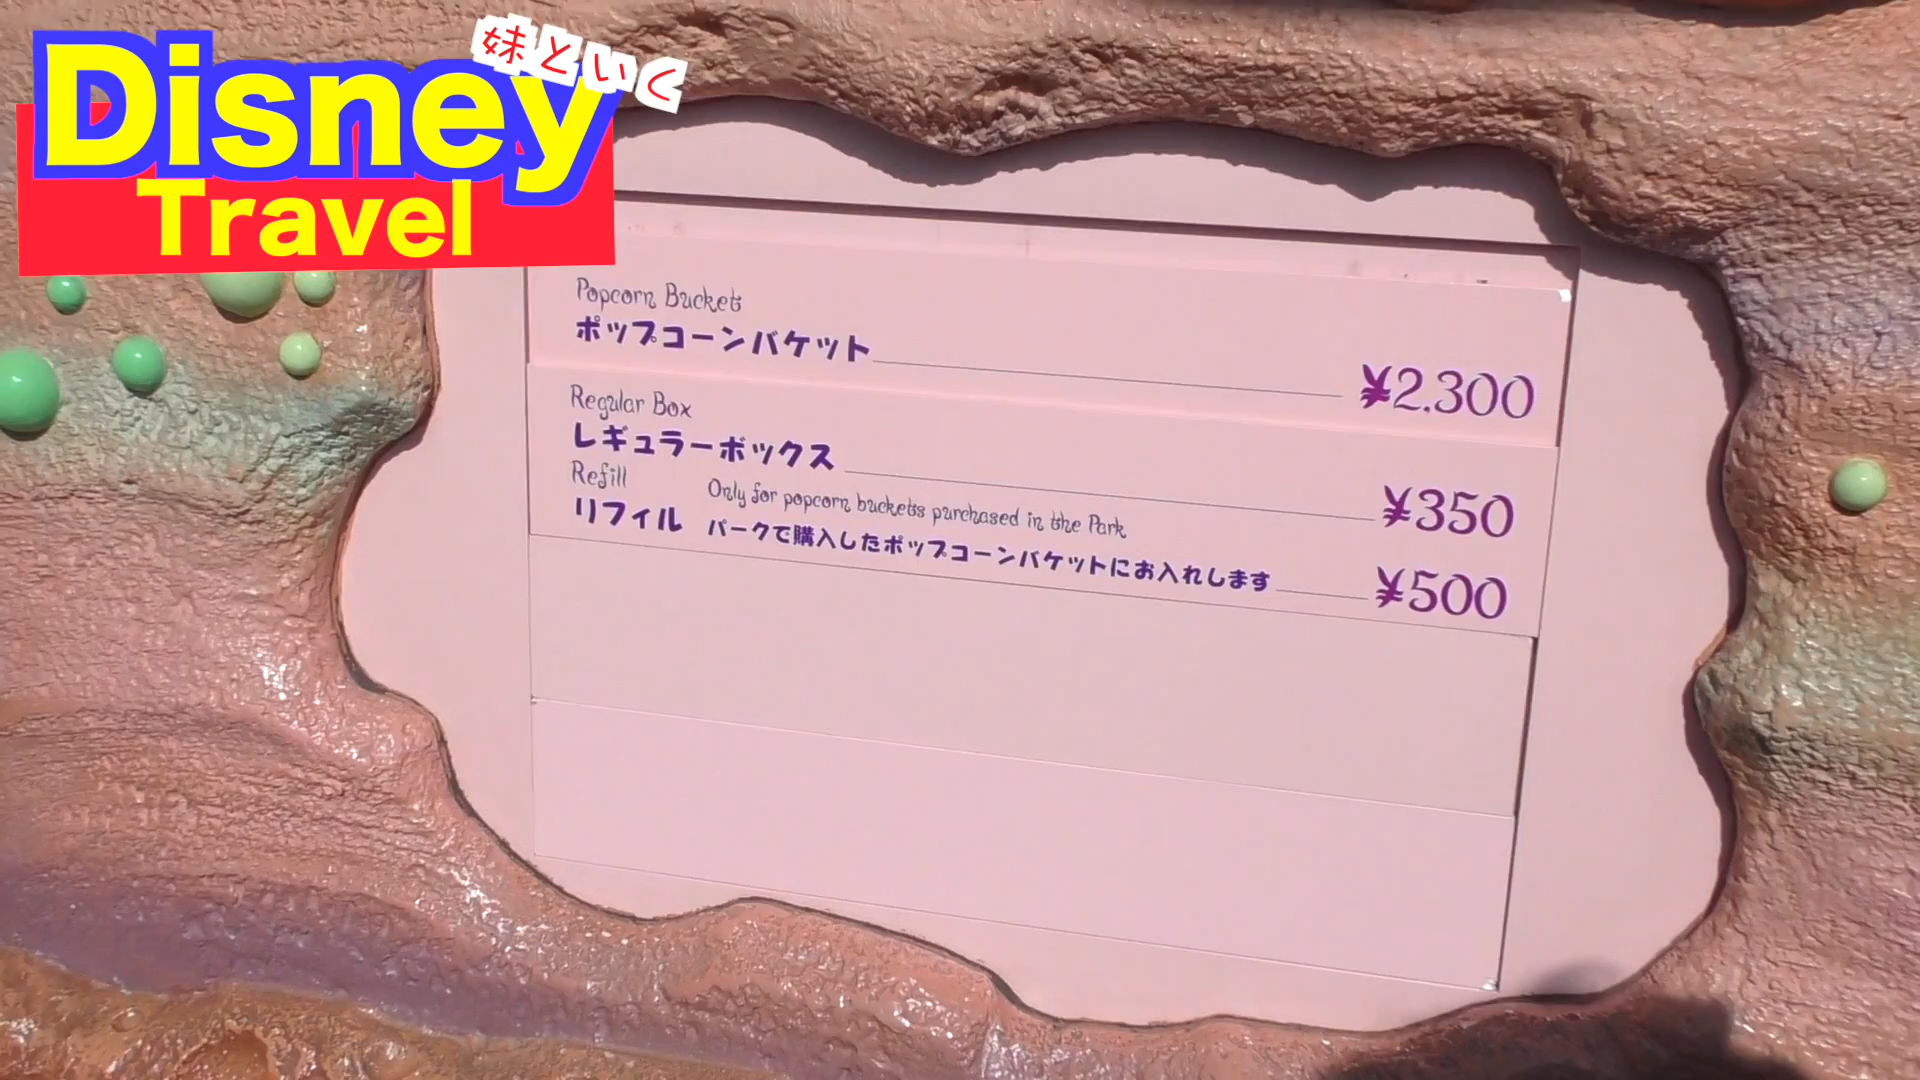 妹といく
Disney
Travel
Popcorn Bucket
ポップコーンバケット ¥2.300
Regular Box
レギュラーボックス ¥350
Refill Only for popcorn buckets purchased in the Park
リフィル パークで購入したポップコーンバケットにお入れします ¥500